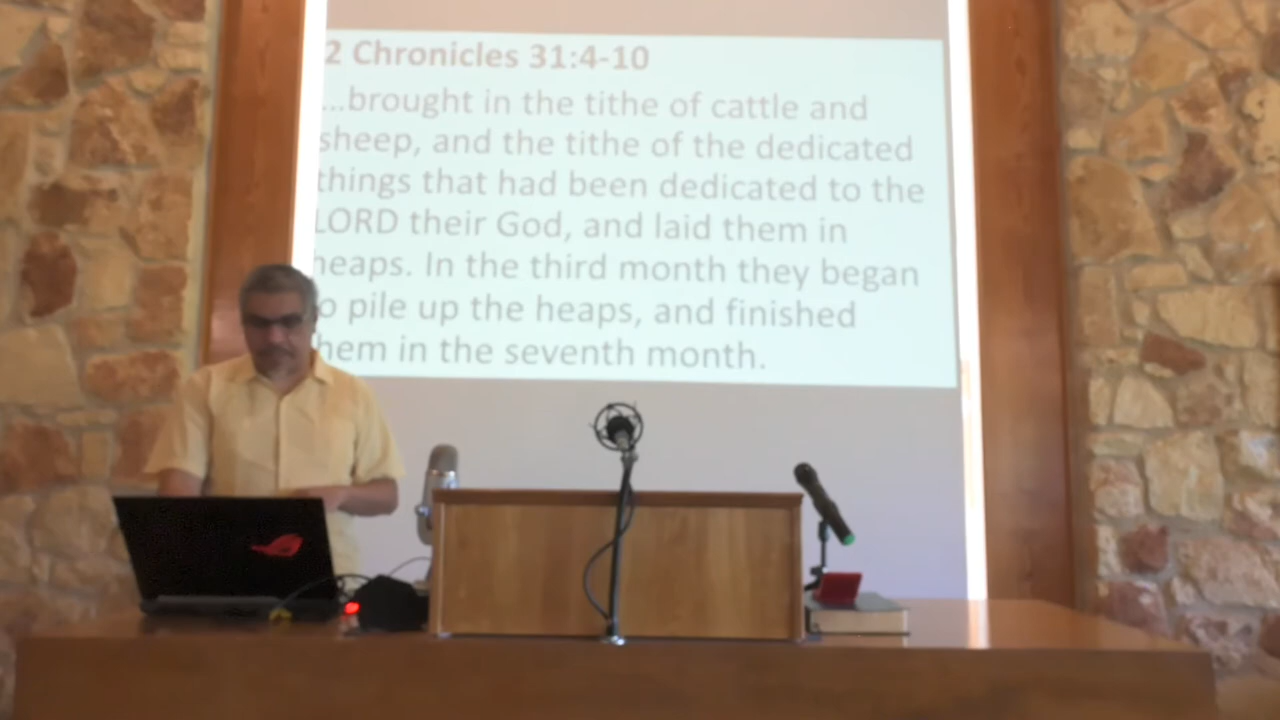 2 Chronicles 31:4-10
...brought in the tithe of cattle and
sheep, and the tithe of the dedicated
things that had been dedicated to the
LORD their God, and laid them in
heaps. In the third month they began
o pile up the heaps, and finished
hem in the seventh month.